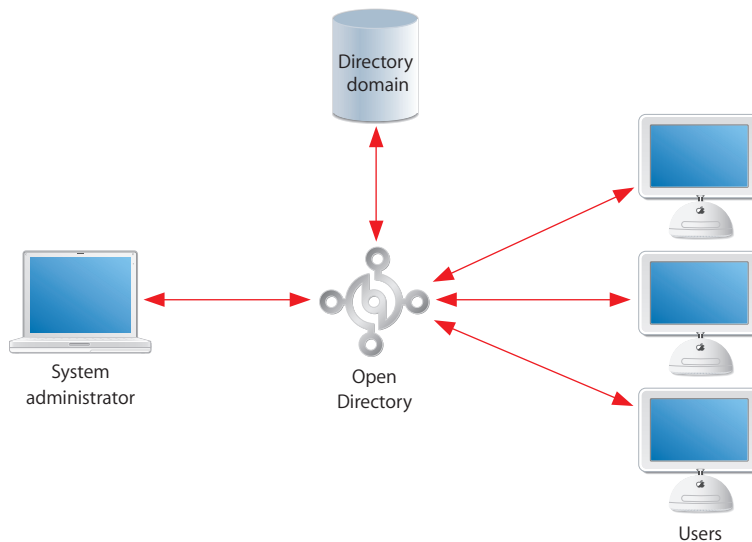 Directory
domain
System
administrator
Open
Directory
Users